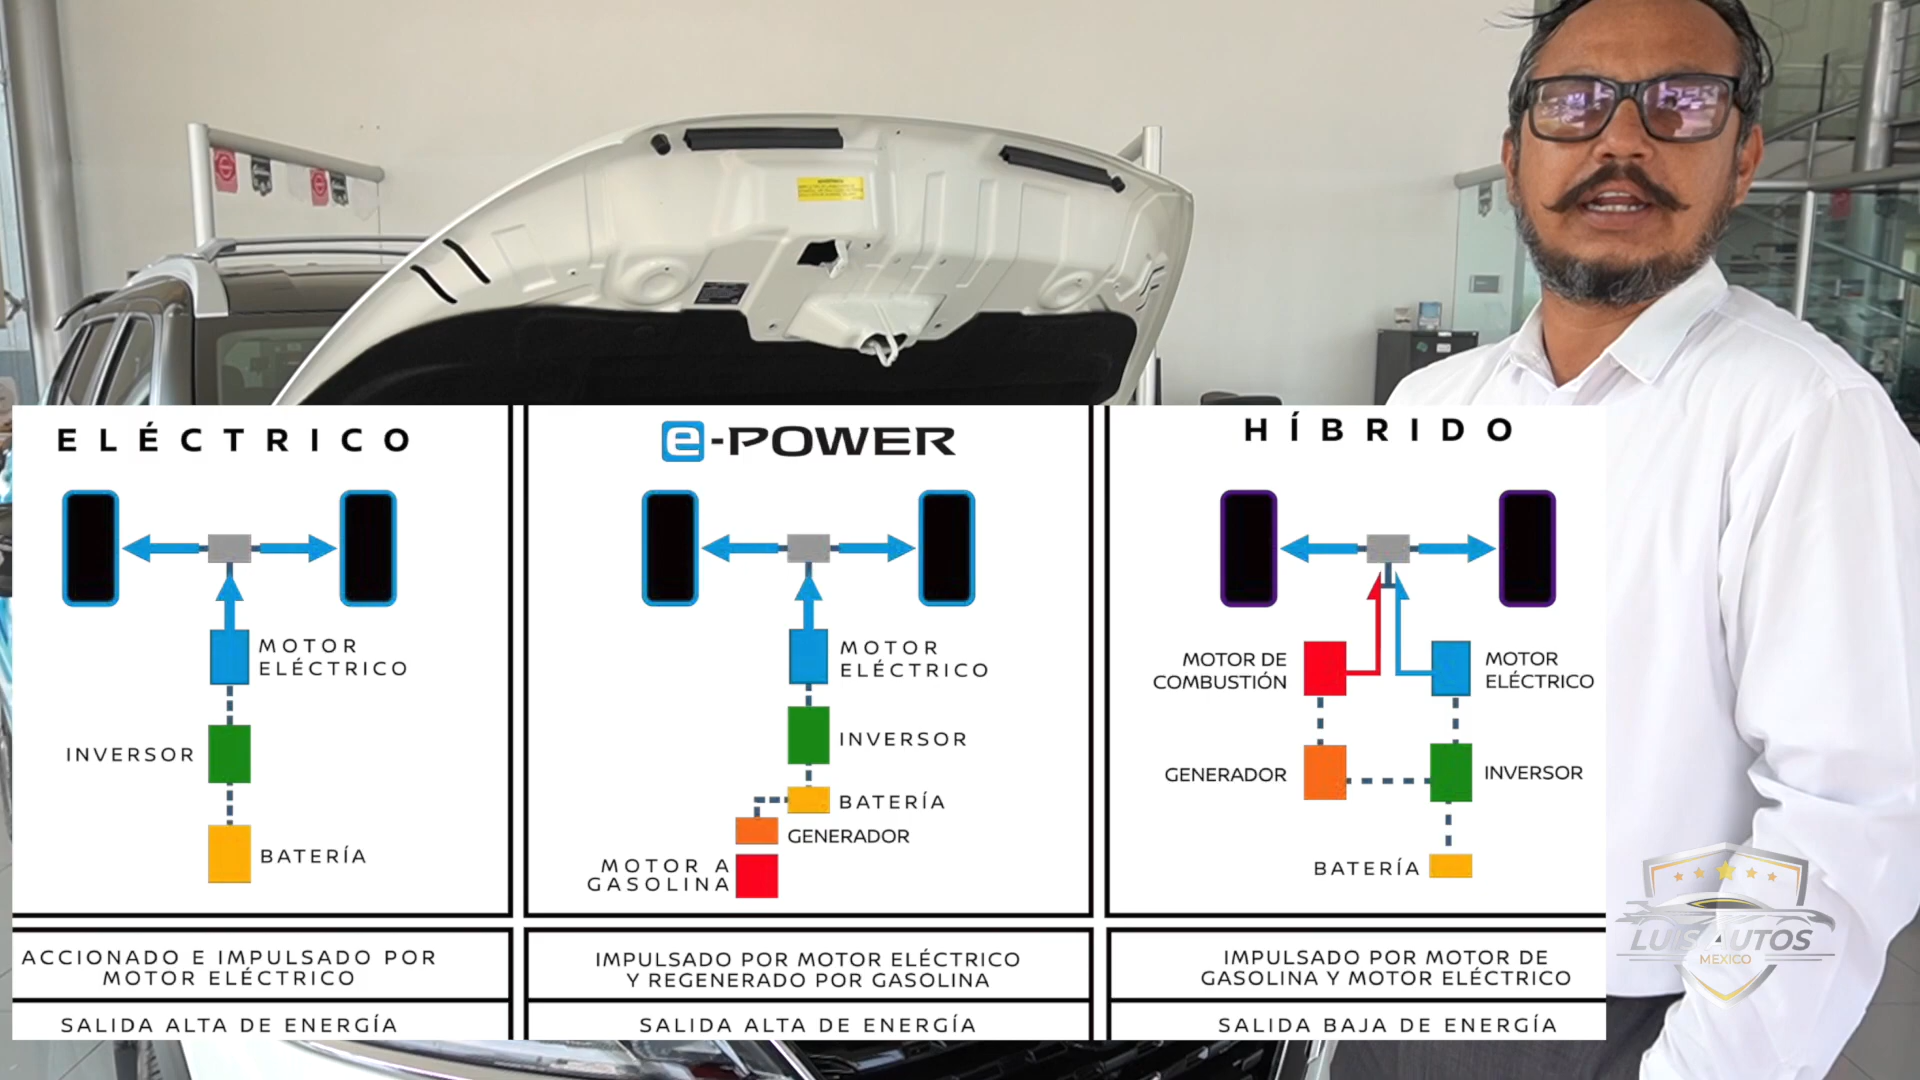 ELÉCTRICO
MOTOR
ELÉCTRICO
INVERSOR
BATERÍA
ACCIONADO E IMPULSADO POR
MOTOR ELÉCTRICO
SALIDA ALTA DE ENERGÍA
e-POWER
MOTOR
ELÉCTRICO
INVERSOR
BATERÍA
GENERADOR
MOTOR A
GASOLINA
IMPULSADO POR MOTOR ELÉCTRICO
Y REGENERADO POR GASOLINA
SALIDA ALTA DE ENERGÍA
HÍBRIDO
MOTOR DE
COMBUSTIÓN
MOTOR
ELÉCTRICO
GENERADOR
INVERSOR
BATERÍA
IMPULSADO POR MOTOR DE
GASOLINA Y MOTOR ELÉCTRICO
SALIDA BAJA DE ENERGÍA
LUIS AUTOS
MEXICO